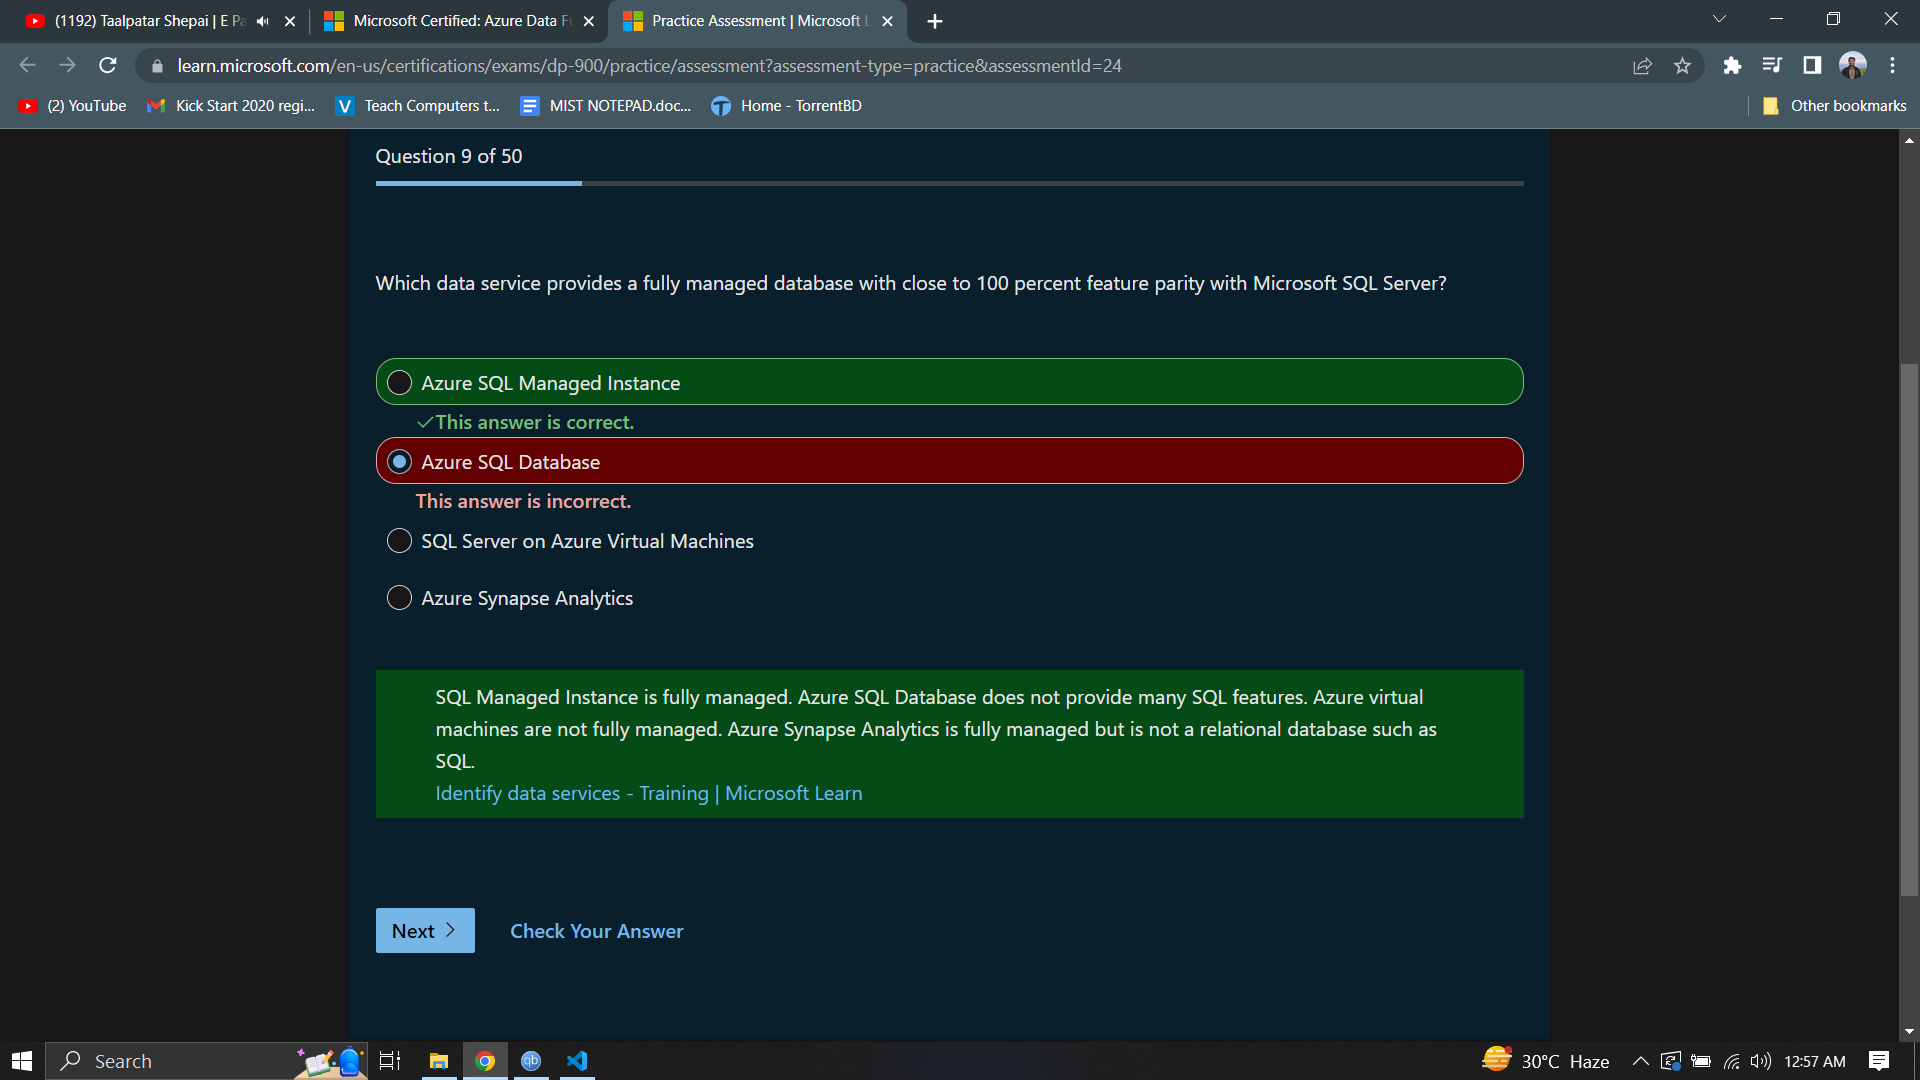 (1192) Taalpatar Shepai | E Pa
Microsoft Certified: Azure Data F
Practice Assessment | Microsoft L
learn.microsoft.com/en-us/certifications/exams/dp-900/practice/assessment?assessment-type=practice&assessmentId=24
(2) YouTube
Kick Start 2020 regi...
Teach Computers t...
MIST NOTEPAD.doc...
Home - TorrentBD
Other bookmarks
Question 9 of 50
Which data service provides a fully managed database with close to 100 percent feature parity with Microsoft SQL Server?
Azure SQL Managed Instance
✓This answer is correct.
Azure SQL Database
This answer is incorrect.
SQL Server on Azure Virtual Machines
Azure Synapse Analytics
SQL Managed Instance is fully managed. Azure SQL Database does not provide many SQL features. Azure virtual
machines are not fully managed. Azure Synapse Analytics is fully managed but is not a relational database such as
SQL.
Identify data services - Training | Microsoft Learn
Next
Check Your Answer
Search
qb
30°C Haze
12:57 AM